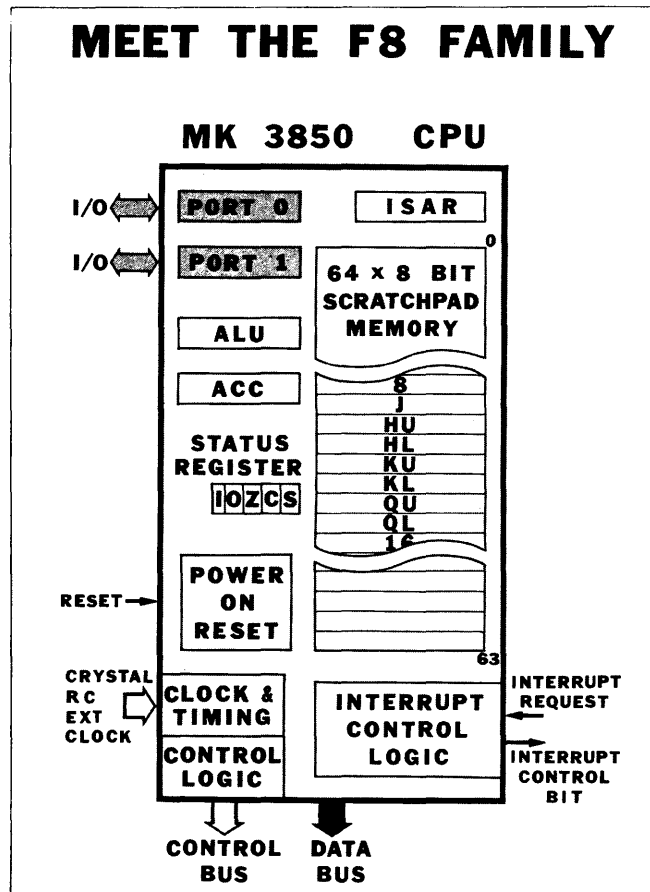 MEET THE F8 FAMILY
MK 3850 CPU
I/O
PORT 0
ISAR
0
I/O
PORT 1
64 x 8 BIT
SCRATCHPAD
MEMORY
ALU
ACC
8
J
HU
HL
KU
KL
QU
QL
16
STATUS
REGISTER
IOZCS
POWER
ON
RESET
RESET
63
CRYSTAL
RC
EXT
CLOCK
CLOCK &
TIMING
CONTROL
LOGIC
INTERRUPT
CONTROL
LOGIC
INTERRUPT
REQUEST
INTERRUPT
CONTROL
BIT
CONTROL
BUS
DATA
BUS